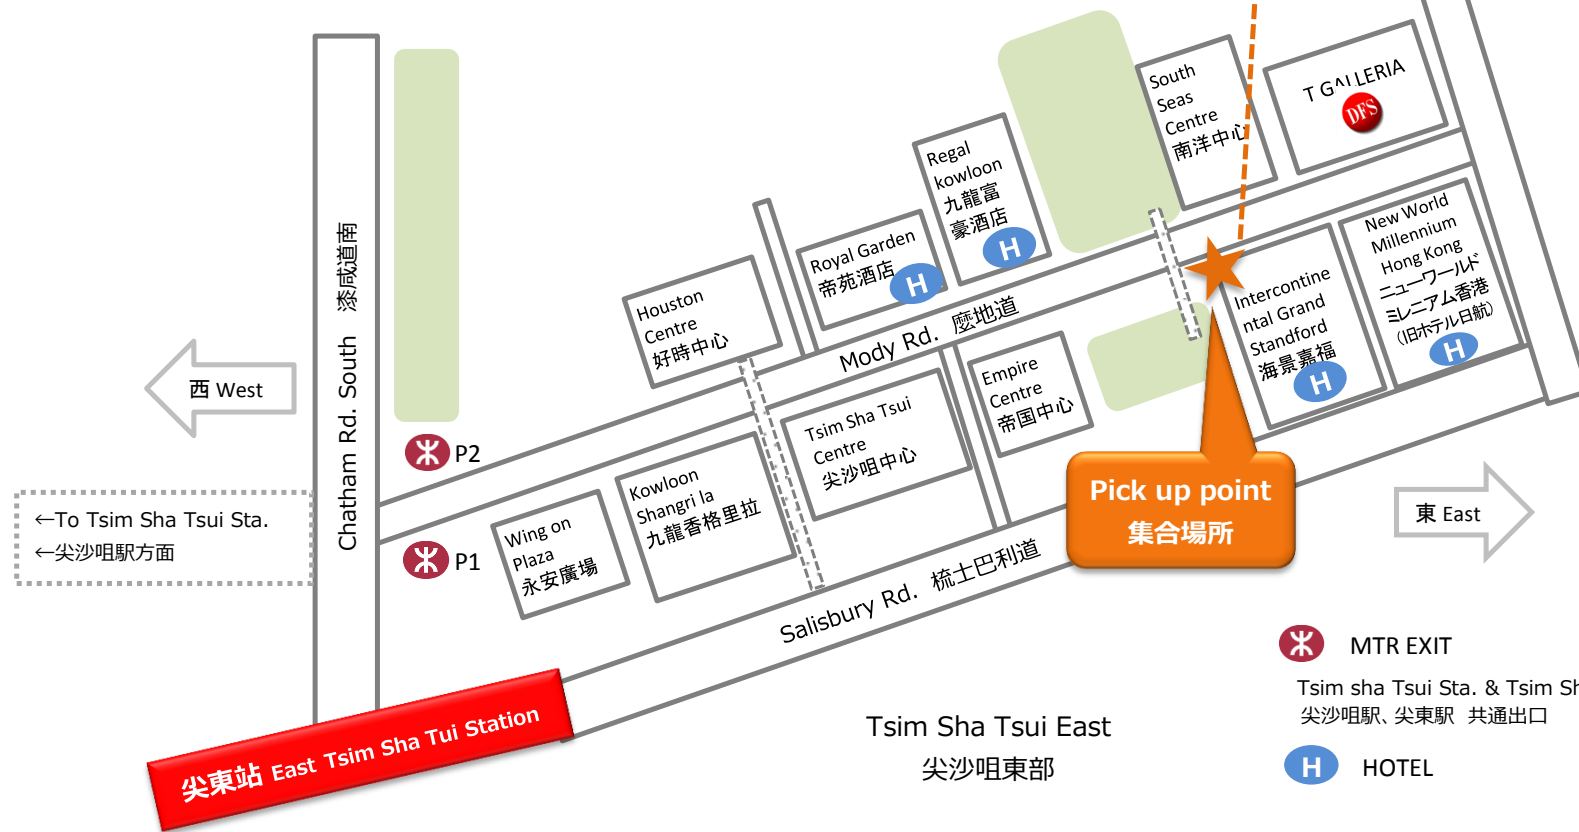 South
Seas
Centre
南洋中心
T GALLERIA
DFS
Regal
kowloon
九龍富
豪酒店
H
Royal Garden
帝苑酒店
H
Houston
Centre
好時中心
New World
Millennium
Hong Kong
ニューワールド
ミレニアム香港
(旧ホテル日航)
H
Intercontine
ntal Grand
Standford
海景嘉福
H
Mody Rd. 麼地道
Empire
Centre
帝国中心
Tsim Sha Tsui
Centre
尖沙咀中心
Kowloon
Shangri la
九龍香格里拉
Wing on
Plaza
永安廣場
Chatham Rd. South 漆咸道南
西 West
P2
P1
←To Tsim Sha Tsui Sta.
←尖沙咀駅方面
Pick up point
集合場所
東 East
Salisbury Rd. 梳士巴利道
尖東站 East Tsim Sha Tui Station
Tsim Sha Tsui East
尖沙咀東部
MTR EXIT
Tsim sha Tsui Sta. & Tsim Sh
尖沙咀駅、尖東駅 共通出口
H HOTEL